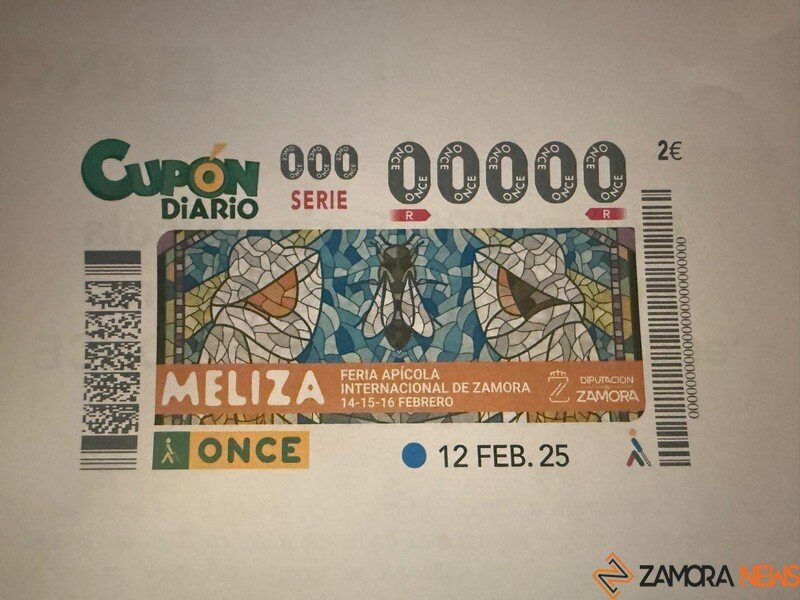 CUPÓN
DIARIO
000
SERIE
00000
R
R
2€
MELIZA
FERIA APÍCOLA
INTERNACIONAL DE ZAMORA
14-15-16 FEBRERO
DIPUTACIÓN
DE
ZAMORA
ONCE
12 FEB. 25
ZAMORA NEWS